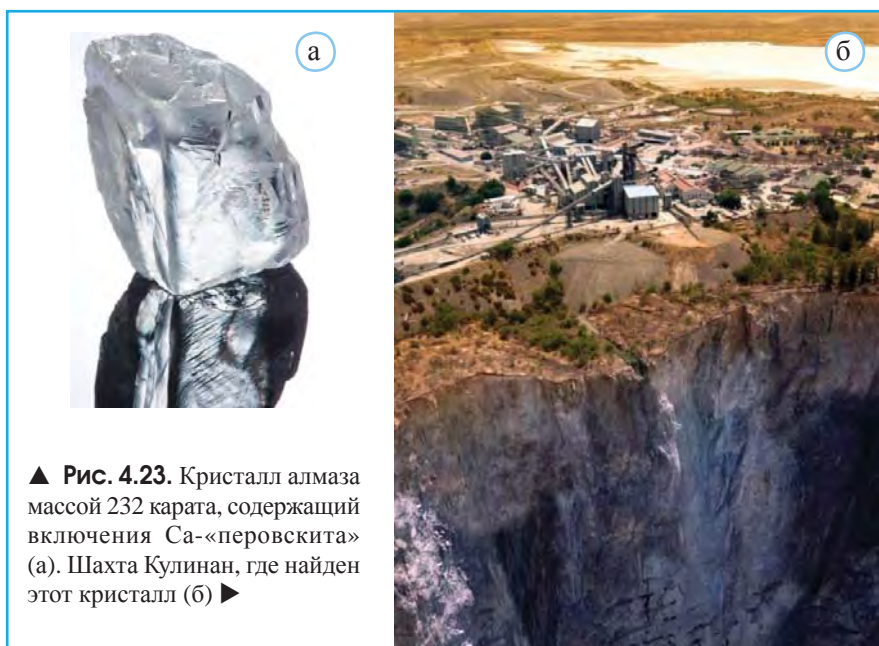 а
б
▲ Рис. 4.23. Кристалл алмаза
массой 232 карата, содержащий
включения Са-«перовскита»
(а). Шахта Кулинан, где найден
этот кристалл (б) ▶